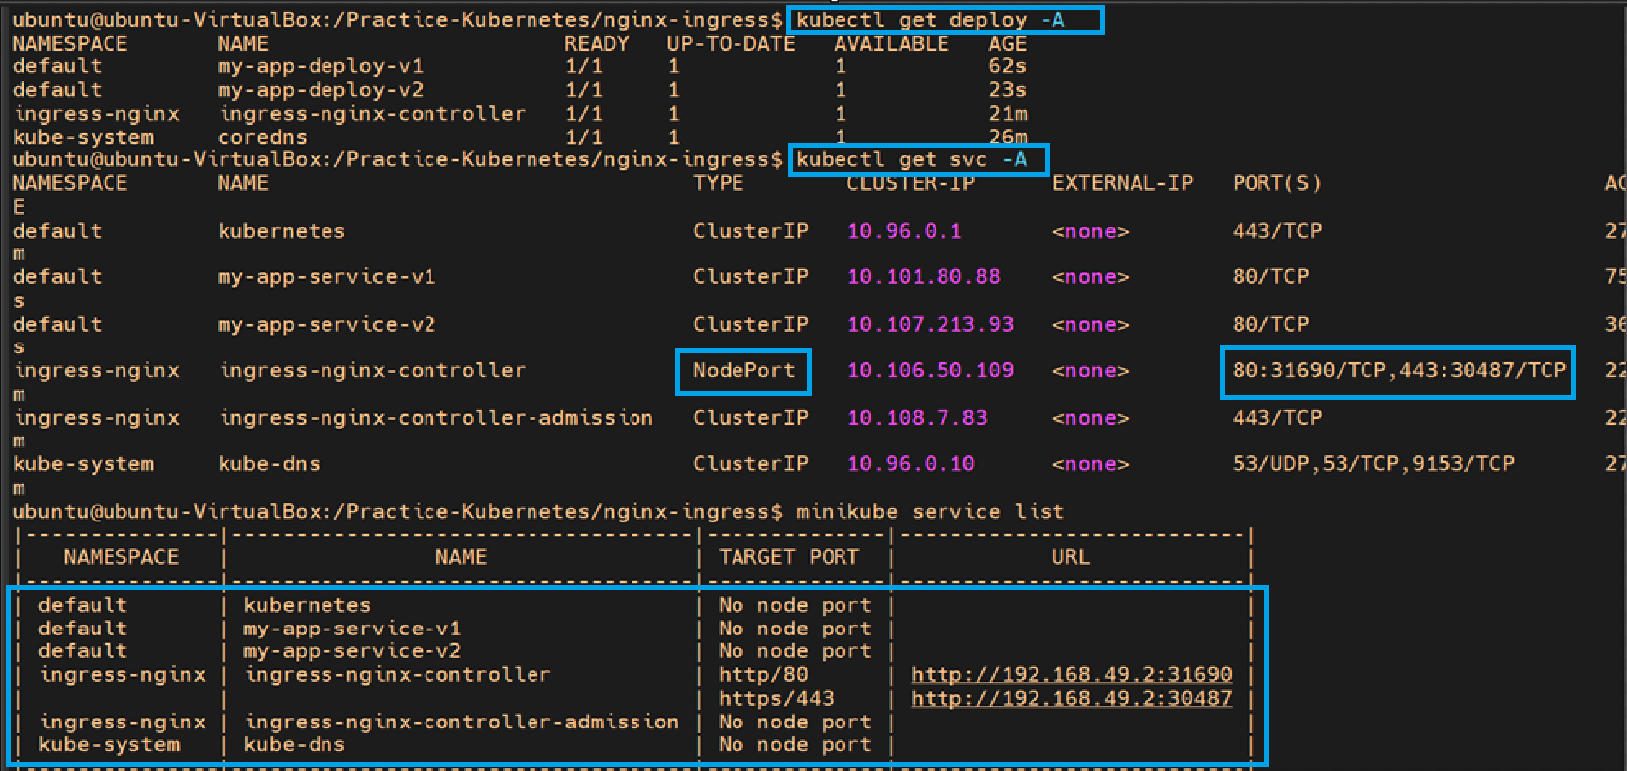 ubuntu@ubuntu-VirtualBox:/Practice-Kubernetes/nginx-ingress$ kubectl get deploy -A
NAMESPACE NAME READY UP-TO-DATE AVAILABLE AGE
default my-app-deploy-v1 1/1 1 1 62s
default my-app-deploy-v2 1/1 1 1 23s
ingress-nginx ingress-nginx-controller 1/1 1 1 21m
kube-system coredns 1/1 1 1 26m
ubuntu@ubuntu-VirtualBox:/Practice-Kubernetes/nginx-ingress$ kubectl get svc -A
NAMESPACE NAME TYPE CLUSTER-IP EXTERNAL-IP PORT(S) AG
E
default kubernetes ClusterIP 10.96.0.1 <none> 443/TCP 27
m
default my-app-service-v1 ClusterIP 10.101.80.88 <none> 80/TCP 75
s
default my-app-service-v2 ClusterIP 10.107.213.93 <none> 80/TCP 36
s
ingress-nginx ingress-nginx-controller NodePort 10.106.50.109 <none> 80:31690/TCP,443:30487/TCP 22
m
ingress-nginx ingress-nginx-controller-admission ClusterIP 10.108.7.83 <none> 443/TCP 22
m
kube-system kube-dns ClusterIP 10.96.0.10 <none> 53/UDP,53/TCP,9153/TCP 27
m
ubuntu@ubuntu-VirtualBox:/Practice-Kubernetes/nginx-ingress$ minikube service list
|---------------|------------------------------------|--------------|---------------------------|
| NAMESPACE | NAME | TARGET PORT | URL |
|---------------|------------------------------------|--------------|---------------------------|
| default | kubernetes | No node port | |
| default | my-app-service-v1 | No node port | |
| default | my-app-service-v2 | No node port | |
| ingress-nginx | ingress-nginx-controller | http/80 | http://192.168.49.2:31690 |
| | | https/443 | http://192.168.49.2:30487 |
| ingress-nginx | ingress-nginx-controller-admission | No node port | |
| kube-system | kube-dns | No node port | |